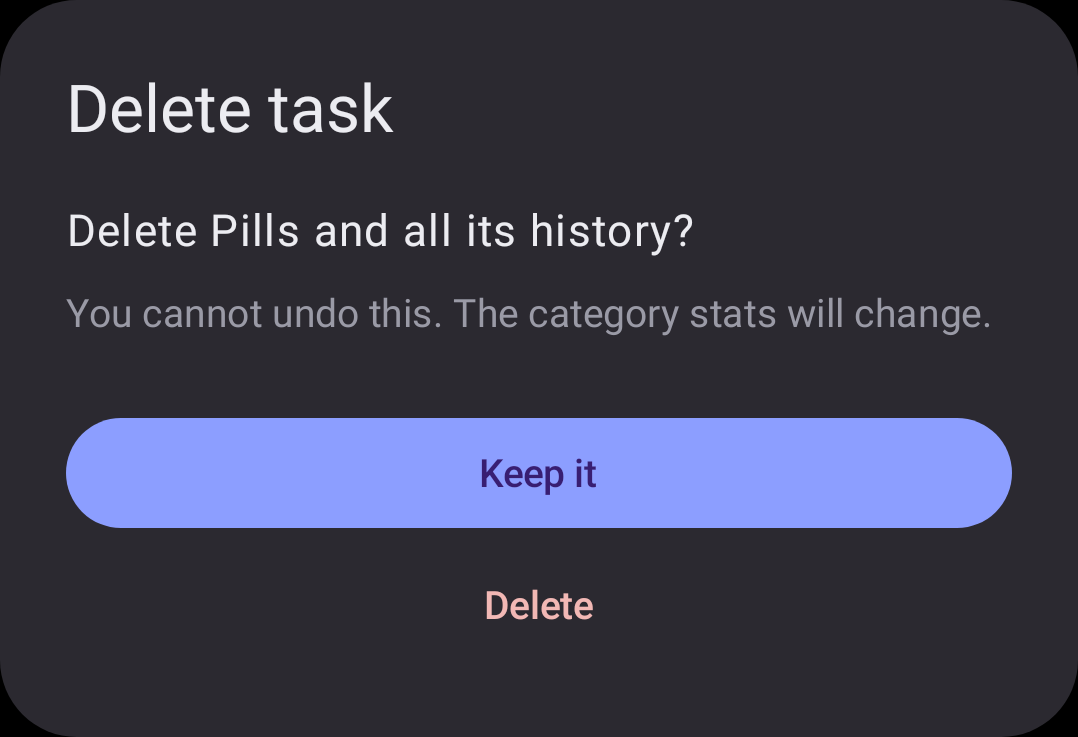 Delete task
Delete Pills and all its history?
You cannot undo this. The category stats will change.
Keep it
Delete